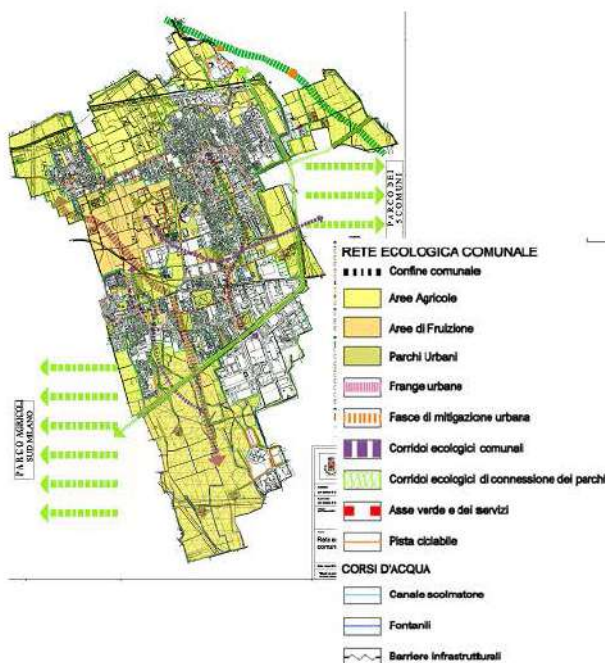 PARCO DEI
5 COMUNI
PARCO AGRICOLO
SUD MILANO
RETE ECOLOGICA COMUNALE
Confine comunale
Aree Agricole
Aree di Fruizione
Parchi Urbani
Frange urbane
Fasce di mitigazione urbana
Corridoi ecologici comunali
Corridoi ecologici di connessione dei parchi
Asse verde e dei servizi
Pista ciclabile
CORSI D'ACQUA
Canale scolmatore
Fontanili
Barriere infrastrutturali